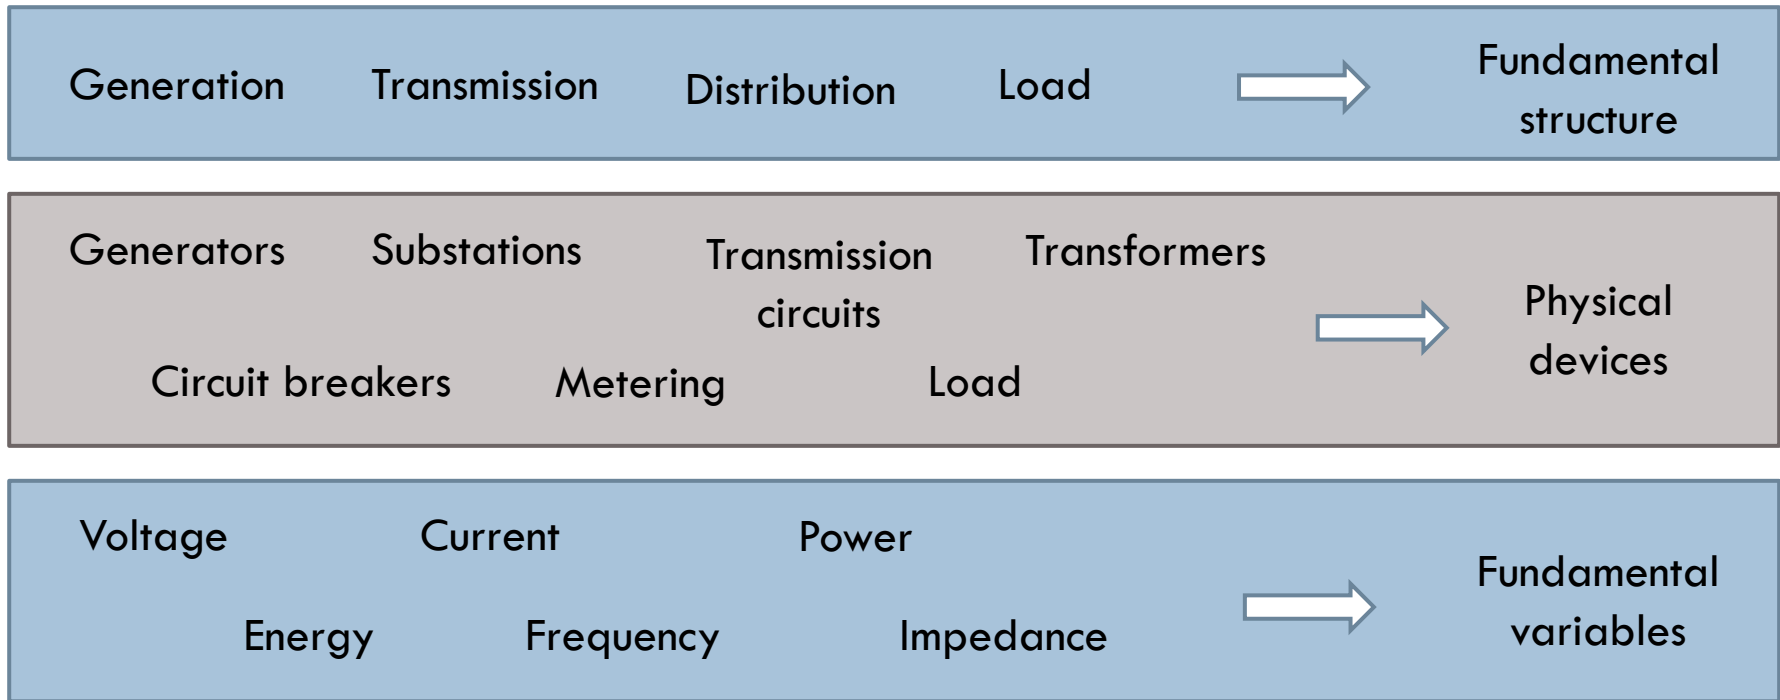 Generation Transmission Distribution Load Fundamental
structure
Generators Substations Transmission Transformers
circuits
Physical
devices
Circuit breakers Metering Load
Voltage Current Power
Fundamental
variables
Energy Frequency Impedance